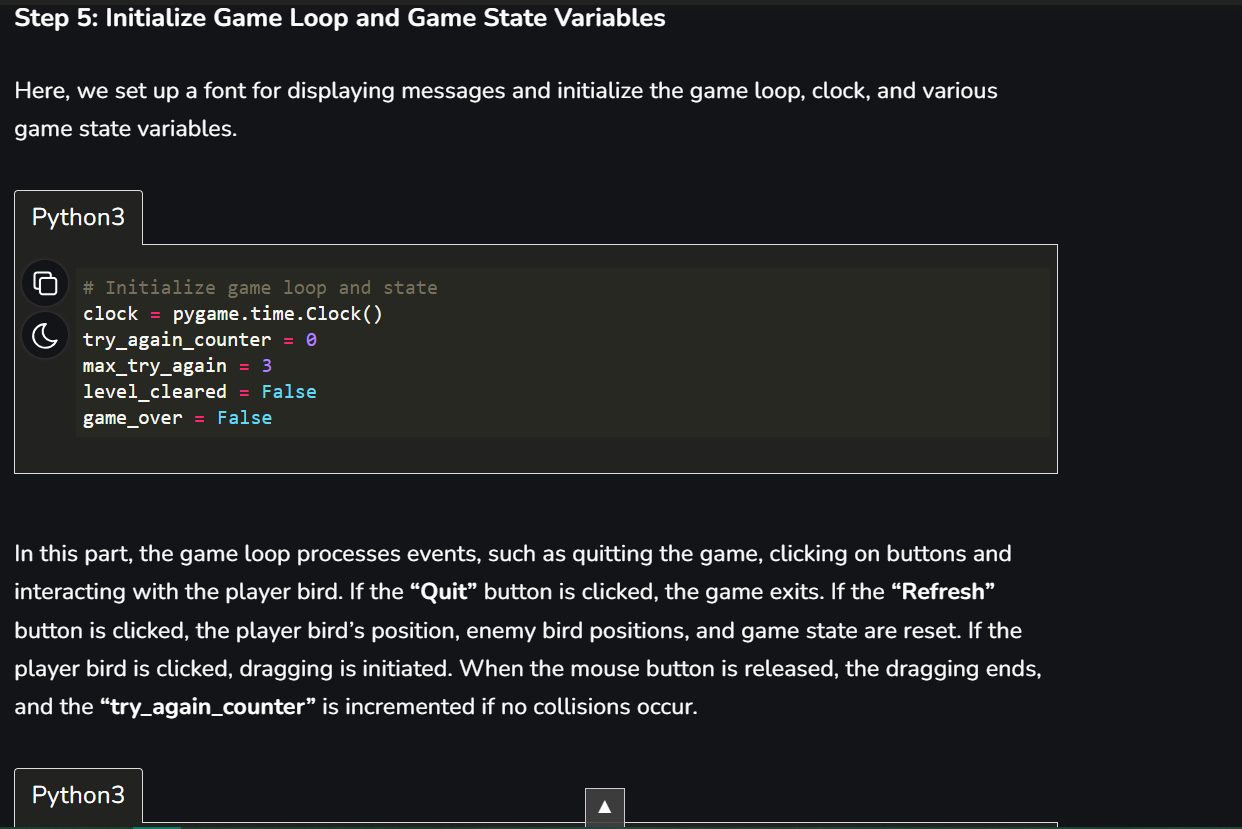 Step 5: Initialize Game Loop and Game State Variables
Here, we set up a font for displaying messages and initialize the game loop, clock, and various
game state variables.
Python3
# Initialize game loop and state
clock = pygame.time.Clock()
try_again_counter = 0
max_try_again = 3
level_cleared = False
game_over = False
In this part, the game loop processes events, such as quitting the game, clicking on buttons and
interacting with the player bird. If the “Quit” button is clicked, the game exits. If the “Refresh”
button is clicked, the player bird’s position, enemy bird positions, and game state are reset. If the
player bird is clicked, dragging is initiated. When the mouse button is released, the dragging ends,
and the “try_again_counter” is incremented if no collisions occur.
Python3